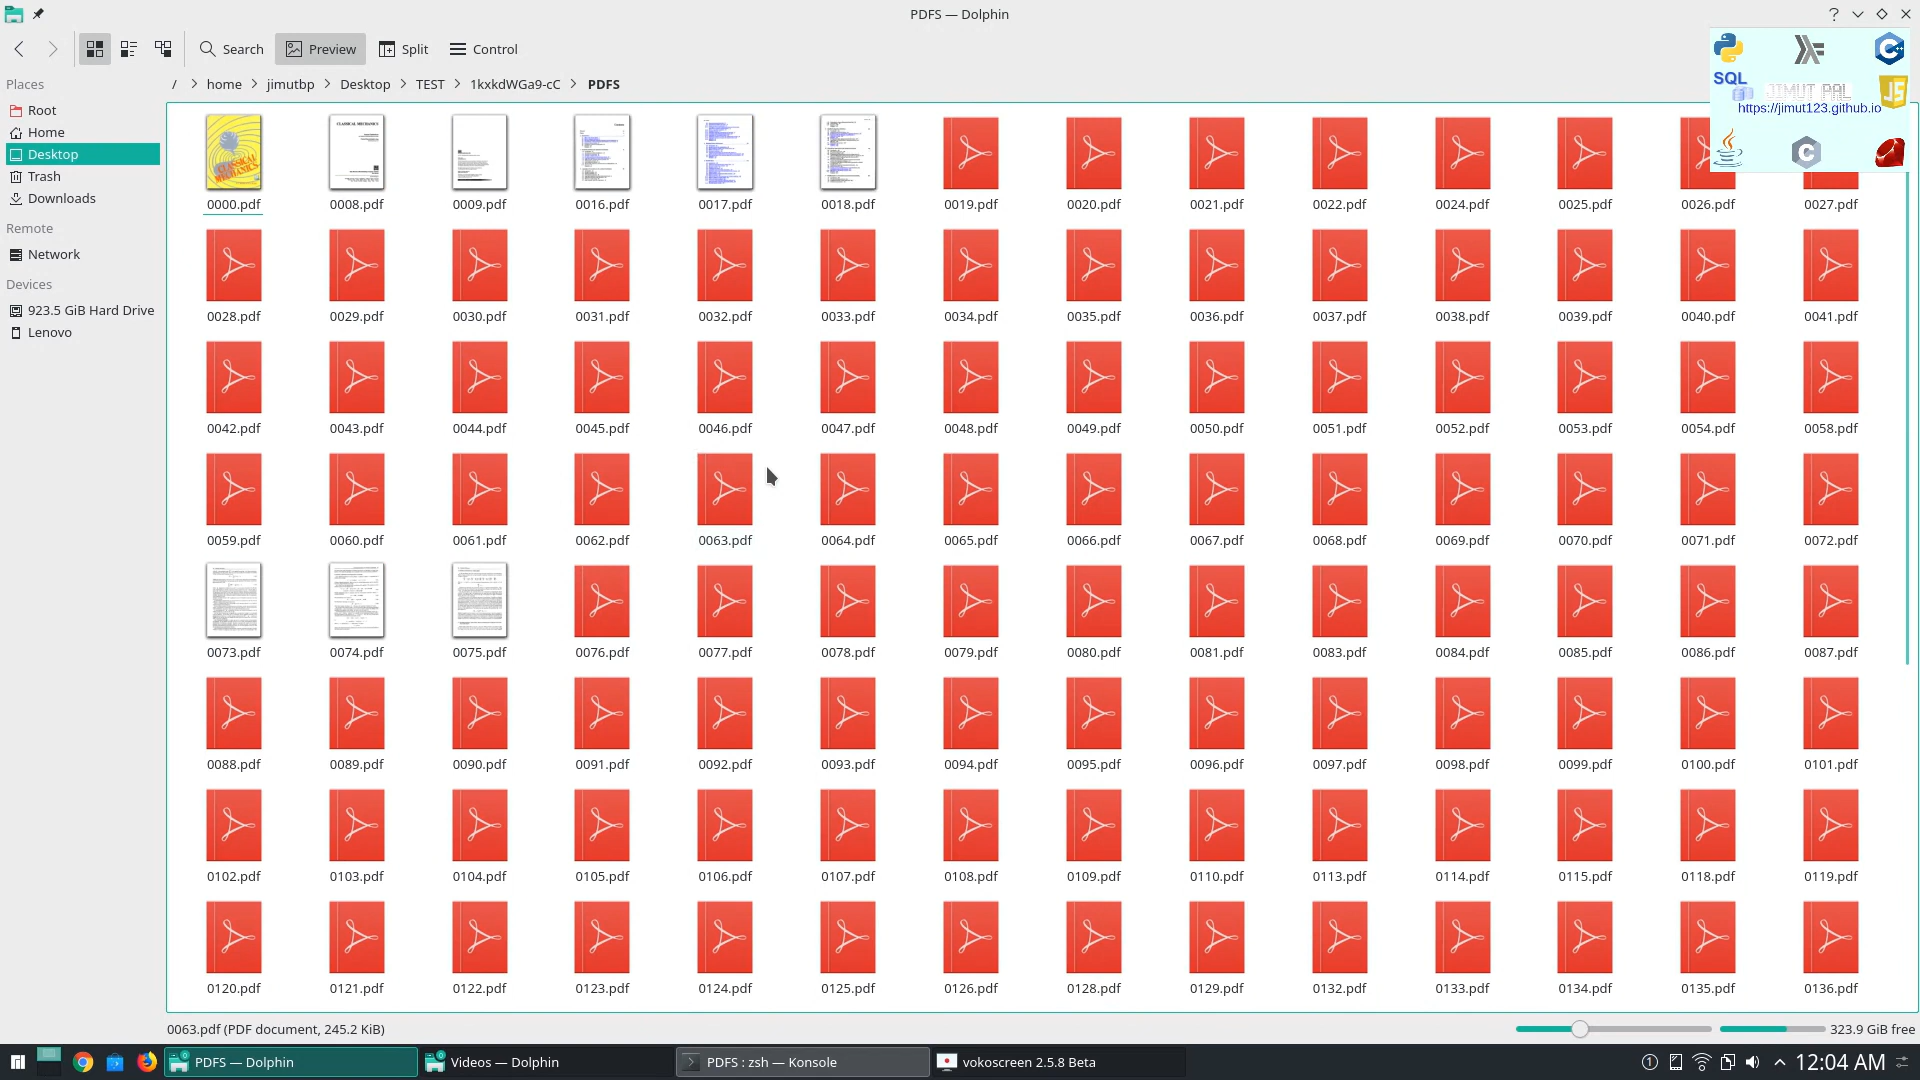 PDFS — Dolphin
Search Preview Split Control
Places / home jimutbp Desktop TEST 1kxkdWGa9-cC PDFS
Root
Home
Desktop
Trash
Downloads
Remote
Network
Devices
923.5 GiB Hard Drive
Lenovo
SQL
JIMUT PAL
JS
https://jimut123.github.io
C
CLASSICAL MECHANICS
0000.pdf 0008.pdf 0009.pdf 0016.pdf 0017.pdf 0018.pdf 0019.pdf 0020.pdf 0021.pdf 0022.pdf 0024.pdf 0025.pdf 0026.pdf 0027.pdf
0028.pdf 0029.pdf 0030.pdf 0031.pdf 0032.pdf 0033.pdf 0034.pdf 0035.pdf 0036.pdf 0037.pdf 0038.pdf 0039.pdf 0040.pdf 0041.pdf
0042.pdf 0043.pdf 0044.pdf 0045.pdf 0046.pdf 0047.pdf 0048.pdf 0049.pdf 0050.pdf 0051.pdf 0052.pdf 0053.pdf 0054.pdf 0058.pdf
0059.pdf 0060.pdf 0061.pdf 0062.pdf 0063.pdf 0064.pdf 0065.pdf 0066.pdf 0067.pdf 0068.pdf 0069.pdf 0070.pdf 0071.pdf 0072.pdf
0073.pdf 0074.pdf 0075.pdf 0076.pdf 0077.pdf 0078.pdf 0079.pdf 0080.pdf 0081.pdf 0083.pdf 0084.pdf 0085.pdf 0086.pdf 0087.pdf
0088.pdf 0089.pdf 0090.pdf 0091.pdf 0092.pdf 0093.pdf 0094.pdf 0095.pdf 0096.pdf 0097.pdf 0098.pdf 0099.pdf 0100.pdf 0101.pdf
0102.pdf 0103.pdf 0104.pdf 0105.pdf 0106.pdf 0107.pdf 0108.pdf 0109.pdf 0110.pdf 0113.pdf 0114.pdf 0115.pdf 0118.pdf 0119.pdf
0120.pdf 0121.pdf 0122.pdf 0123.pdf 0124.pdf 0125.pdf 0126.pdf 0128.pdf 0129.pdf 0132.pdf 0133.pdf 0134.pdf 0135.pdf 0136.pdf
0063.pdf (PDF document, 245.2 KiB) 323.9 GiB free
PDFS — Dolphin Videos — Dolphin PDFS : zsh — Konsole vokoscreen 2.5.8 Beta 12:04 AM